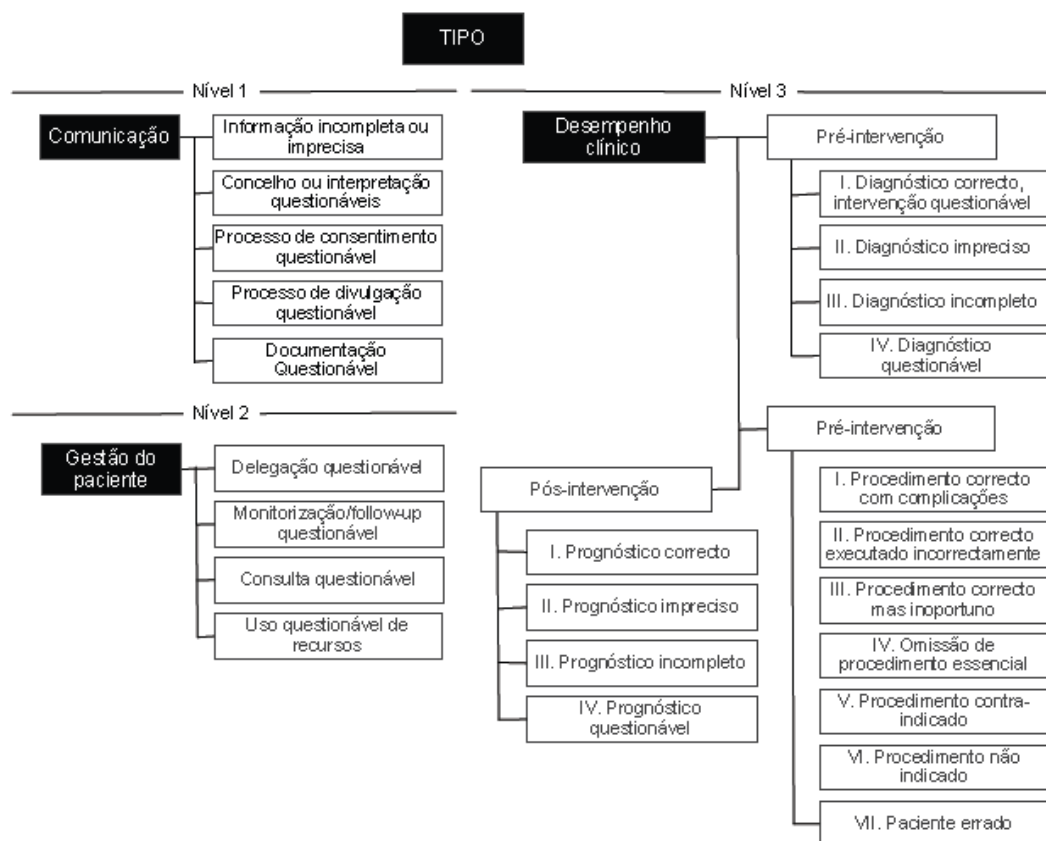 TIPO
Nível 1
Comunicação
Informação incompleta ou
imprecisa
Concelho ou interpretação
questionáveis
Processo de consentimento
questionável
Processo de divulgação
questionável
Documentação
Questionável
Nível 2
Gestão do
paciente
Delegação questionável
Monitorização/follow-up
questionável
Consulta questionável
Uso questionável de
recursos
Nível 3
Desempenho
clínico
Pré-intervenção
I. Diagnóstico correcto,
intervenção questionável
II. Diagnóstico impreciso
III. Diagnóstico incompleto
IV. Diagnóstico
questionável
Pré-intervenção
I. Procedimento correcto
com complicações
II. Procedimento correcto
executado incorrectamente
III. Procedimento correcto
mas inoportuno
IV. Omissão de
procedimento essencial
V. Procedimento contra-
indicado
VI. Procedimento não
indicado
VII. Paciente errado
Pós-intervenção
I. Prognóstico correcto
II. Prognóstico impreciso
III. Prognóstico incompleto
IV. Prognóstico
questionável